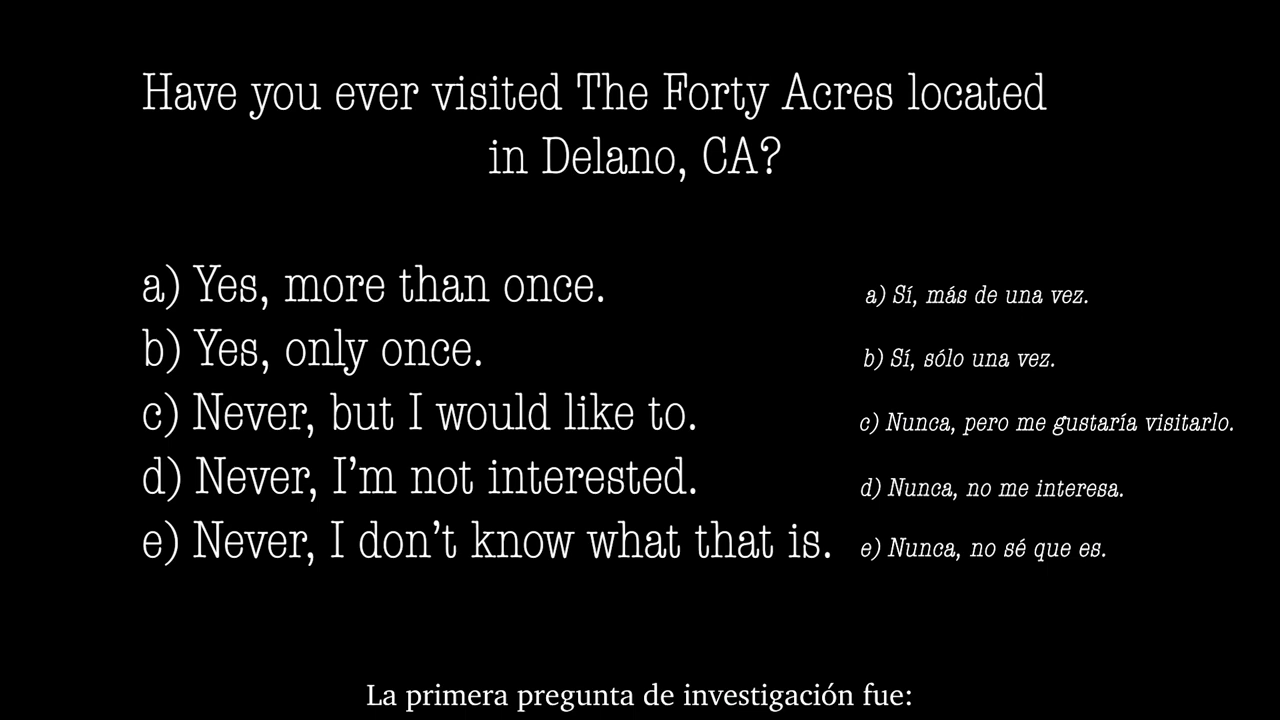 Have you ever visited The Forty Acres located
in Delano, CA?
a) Yes, more than once.
a) Sí, más de una vez.
b) Yes, only once.
b) Sí, sólo una vez.
c) Never, but I would like to.
c) Nunca, pero me gustaría visitarlo.
d) Never, I'm not interested.
d) Nunca, no me interesa.
e) Never, I don't know what that is.
e) Nunca, no sé que es.
La primera pregunta de investigación fue: